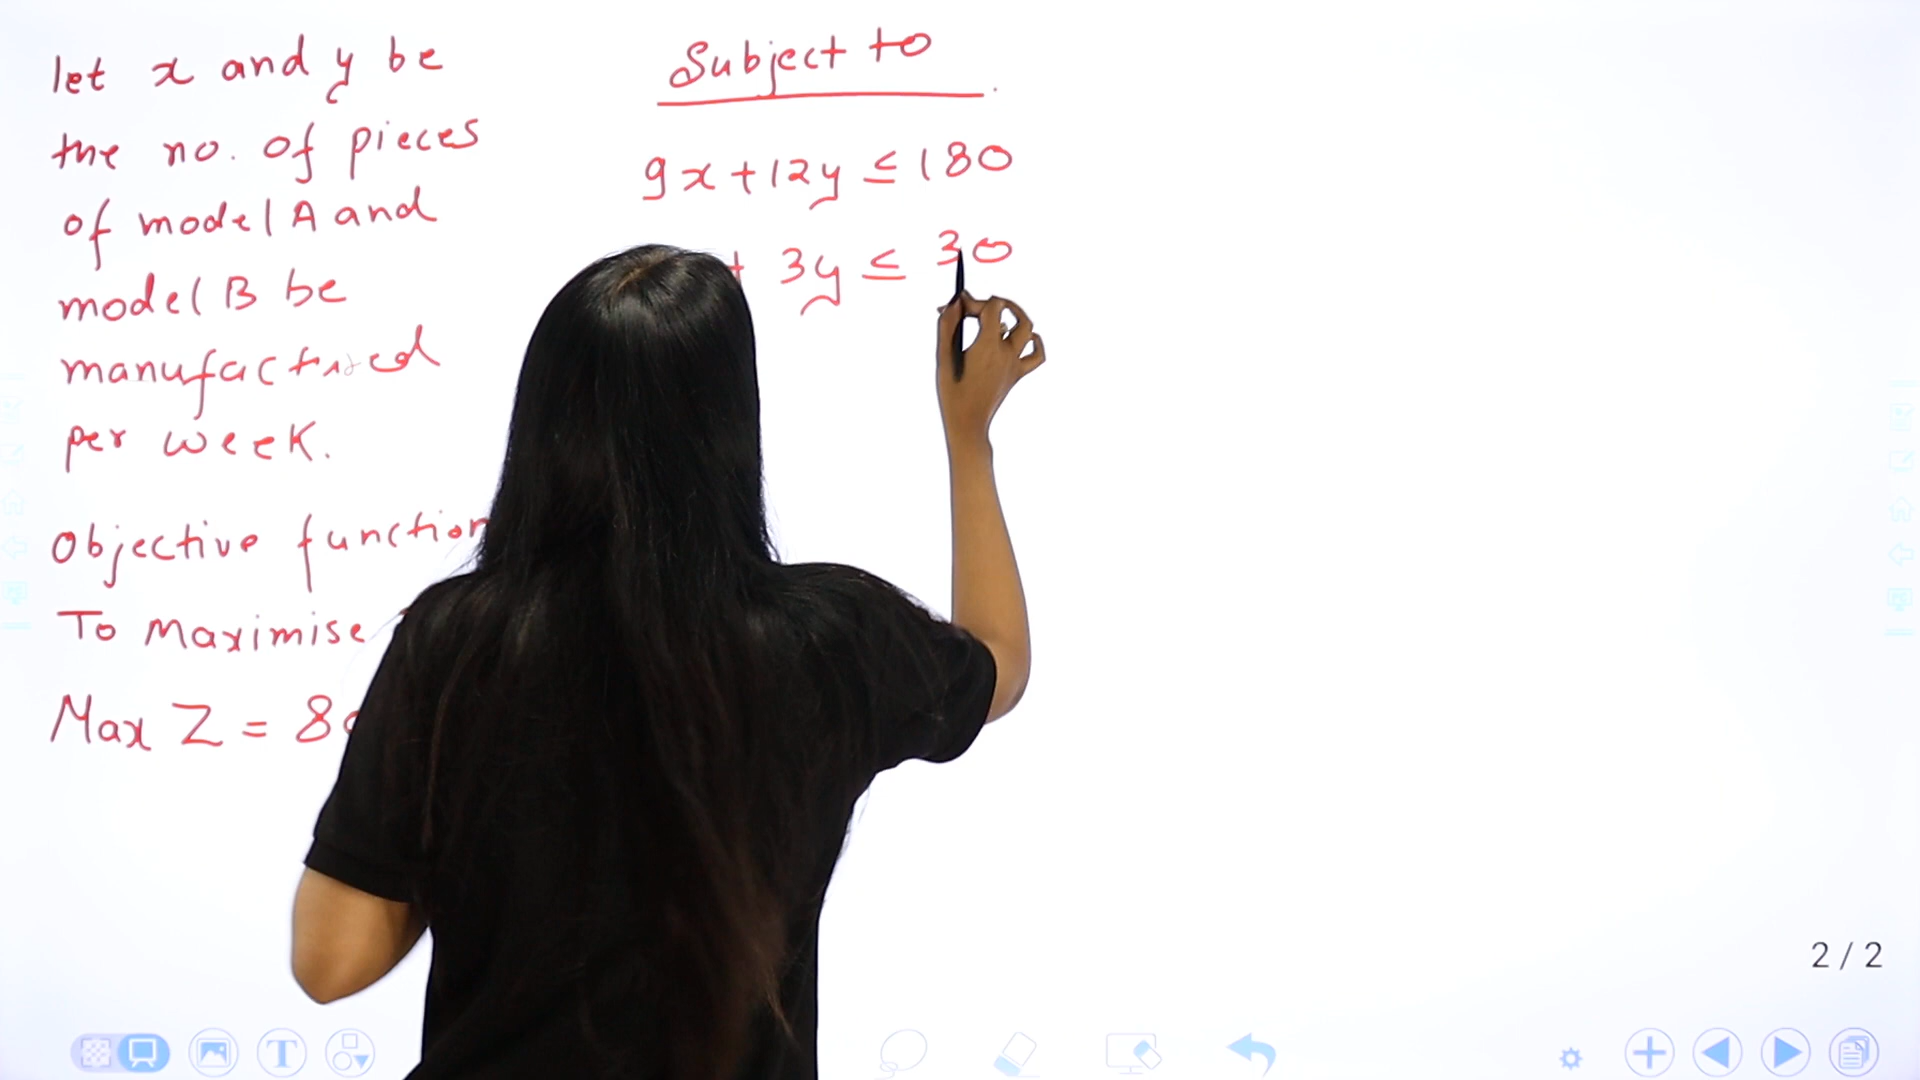 let x and y be
the no. of pieces
of model A and
model B be
manufactured
per week.
Objective function
To Maximise
Max Z = 8
Subject to
9x + 12y ≤ 180
+ 3y ≤ 30
2 / 2
T